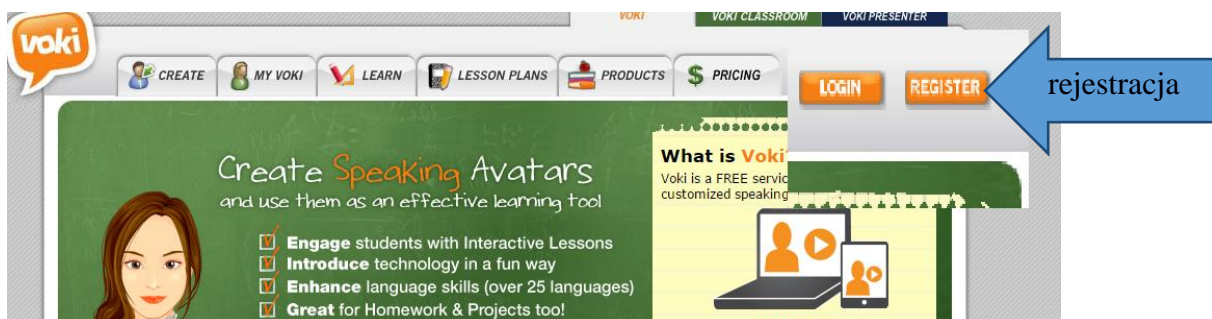 VOKI VOKI CLASSROOM VOKI PRESENTER
voki
CREATE MY VOKI LEARN LESSON PLANS PRODUCTS $ PRICING
LOGIN REGISTER
rejestracja
Create Speaking Avatars
and use them as an effective learning tool
Engage students with Interactive Lessons
Introduce technology in a fun way
Enhance language skills (over 25 languages)
Great for Homework & Projects too!
What is Voki?
Voki is a FREE servic
customized speaking